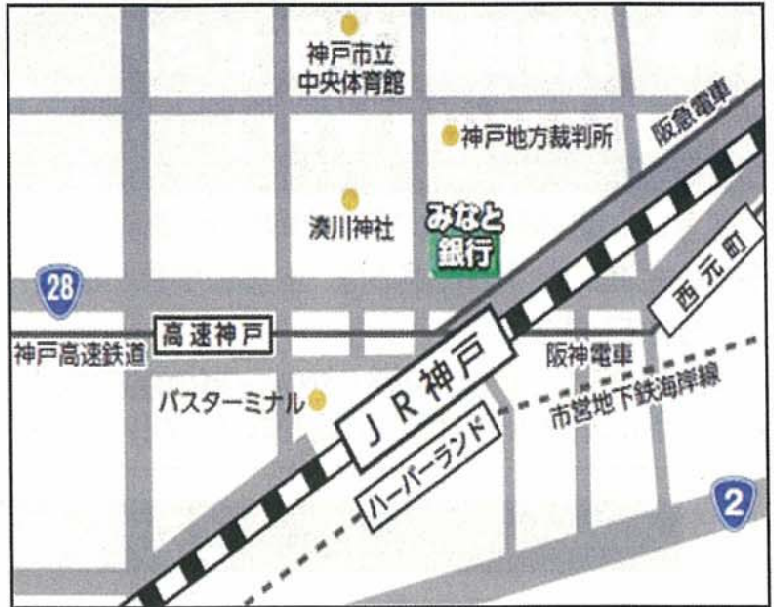 神戸市立
中央体育館
阪急電車
神戸地方裁判所
湊川神社
みなと
銀行
28
西元町
高速神戸
神戸高速鉄道
JR神戸
阪神電車
バスターミナル
市営地下鉄海岸線
ハーバーランド
2